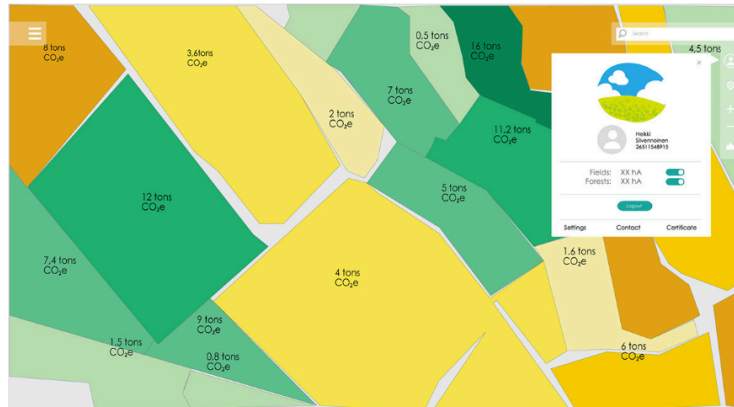 8 tons
CO₂e
3,6tons
CO₂e
0,5 tons
CO₂e
16 tons
CO₂e
Search
4,5 tons
7 tons
CO₂e
2 tons
CO₂e
11,2 tons
CO₂e
Heikki
Silvennoinen
26511548915
Fields: XX hA
Forests: XX hA
Logout
Settings Contact Certificate
12 tons
CO₂e
5 tons
CO₂e
7,4 tons
CO₂e
4 tons
CO₂e
1.6 tons
CO₂e
9 tons
CO₂e
1.5 tons
CO₂e
0,8 tons
CO₂e
6 tons
CO₂e